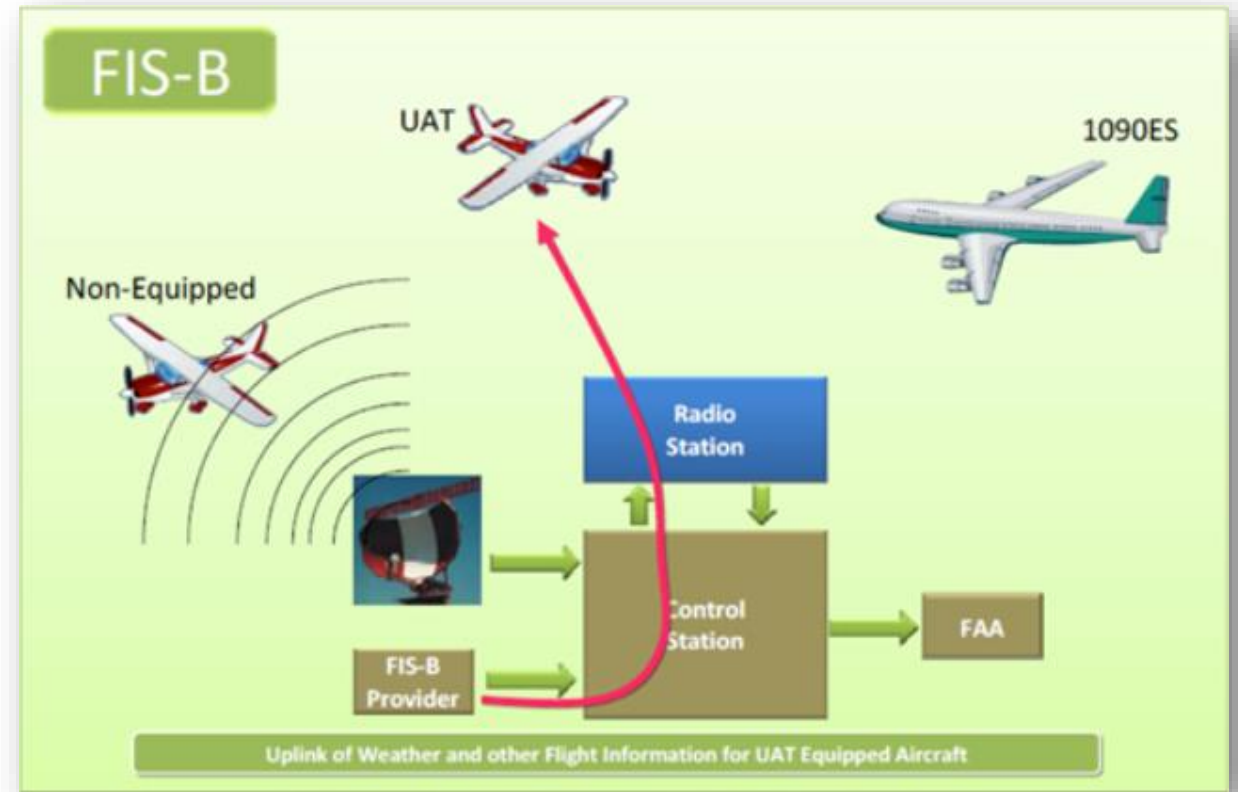 FIS-B
UAT
1090ES
Non-Equipped
Radio
Station
Control
Station
FAA
FIS-B
Provider
Uplink of Weather and other Flight Information for UAT Equipped Aircraft